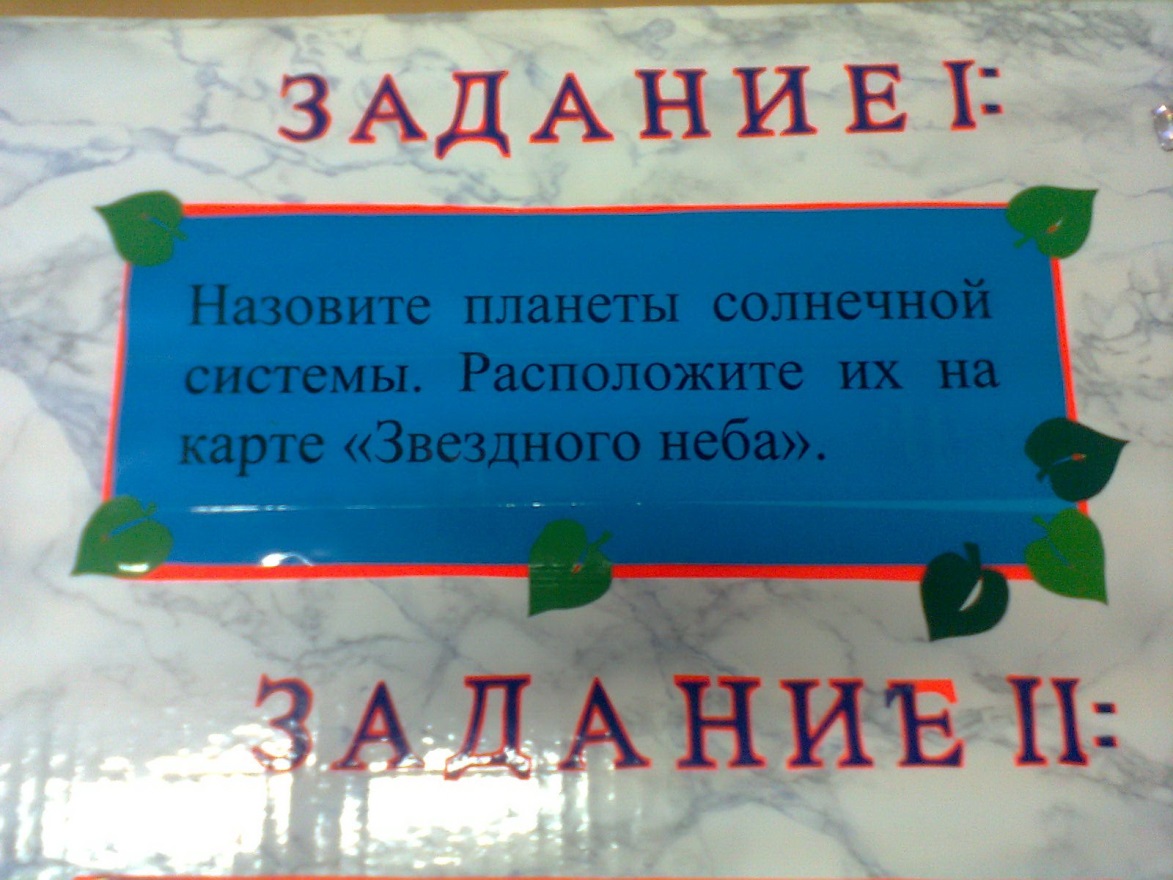 ЗАДАНИЕ I:
Назовите планеты солнечной
системы. Расположите их на
карте «Звездного неба».
ЗАДАНИЕ II: